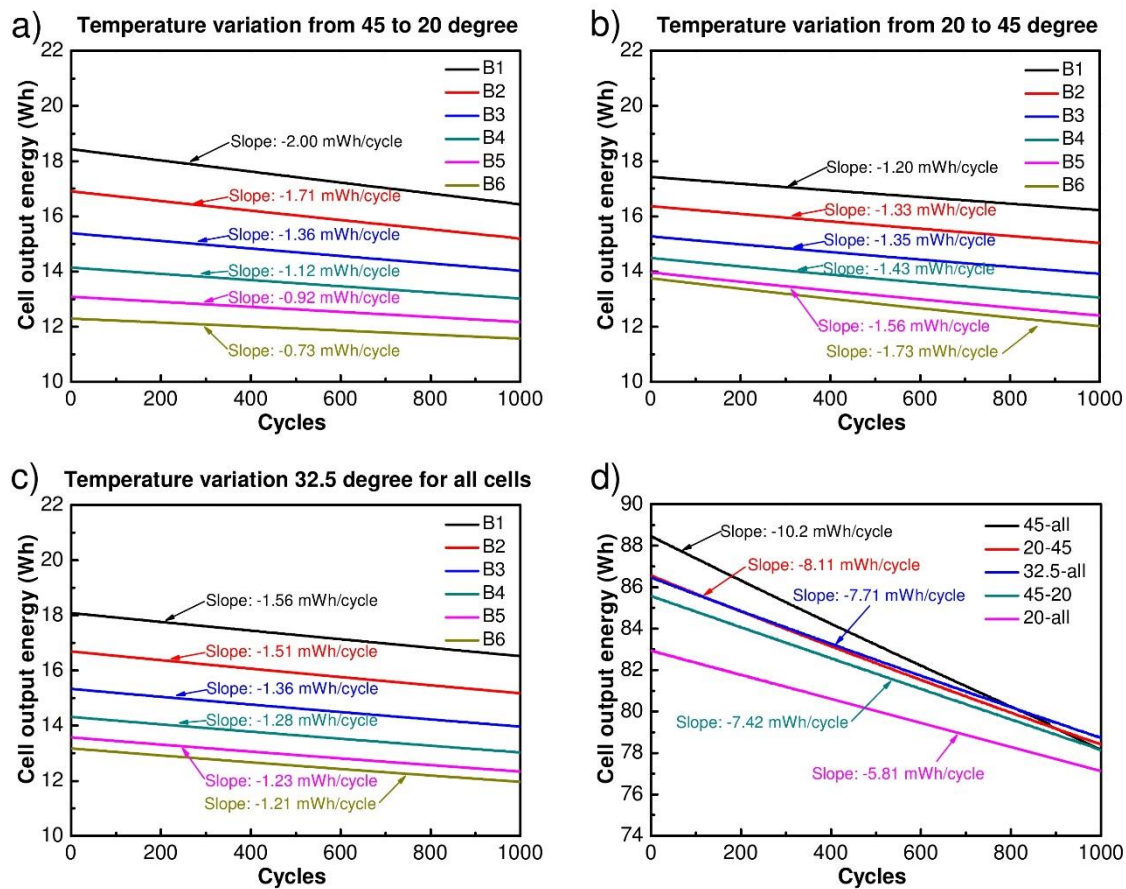 a) Temperature variation from 45 to 20 degree
Cell output energy (Wh)
22
20
18
16
14
12
10
B1
B2
B3
B4
B5
B6
Slope: -2.00 mWh/cycle
Slope: -1.71 mWh/cycle
Slope: -1.36 mWh/cycle
Slope: -1.12 mWh/cycle
Slope: -0.92 mWh/cycle
Slope: -0.73 mWh/cycle
0 200 400 600 800 1000
Cycles
b) Temperature variation from 20 to 45 degree
Cell output energy (Wh)
22
20
18
16
14
12
10
B1
B2
B3
B4
B5
B6
Slope: -1.20 mWh/cycle
Slope: -1.33 mWh/cycle
Slope: -1.35 mWh/cycle
Slope: -1.43 mWh/cycle
Slope: -1.56 mWh/cycle
Slope: -1.73 mWh/cycle
0 200 400 600 800 1000
Cycles
c) Temperature variation 32.5 degree for all cells
Cell output energy (Wh)
22
20
18
16
14
12
10
B1
B2
B3
B4
B5
B6
Slope: -1.56 mWh/cycle
Slope: -1.51 mWh/cycle
Slope: -1.36 mWh/cycle
Slope: -1.28 mWh/cycle
Slope: -1.23 mWh/cycle
Slope: -1.21 mWh/cycle
0 200 400 600 800 1000
Cycles
d)
Cell output energy (Wh)
90
88
86
84
82
80
78
76
74
45-all
20-45
32.5-all
45-20
20-all
Slope: -10.2 mWh/cycle
Slope: -8.11 mWh/cycle
Slope: -7.71 mWh/cycle
Slope: -7.42 mWh/cycle
Slope: -5.81 mWh/cycle
0 200 400 600 800 1000
Cycles